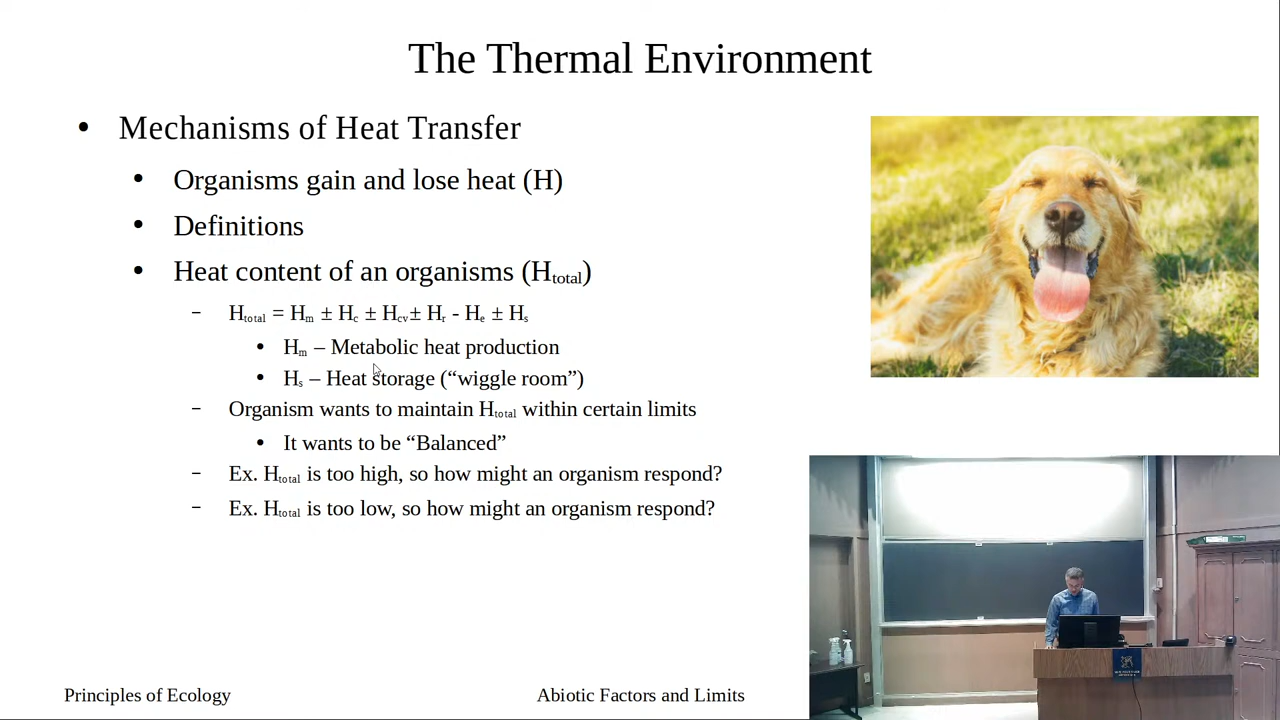 The Thermal Environment
• Mechanisms of Heat Transfer
• Organisms gain and lose heat (H)
• Definitions
• Heat content of an organisms (Htotal)
– Htotal = Hm ± Hc ± Hcv± Hr - He ± Hs
• Hm – Metabolic heat production
• Hs – Heat storage (“wiggle room”)
– Organism wants to maintain Htotal within certain limits
• It wants to be “Balanced”
– Ex. Htotal is too high, so how might an organism respond?
– Ex. Htotal is too low, so how might an organism respond?
Principles of Ecology
Abiotic Factors and Limits